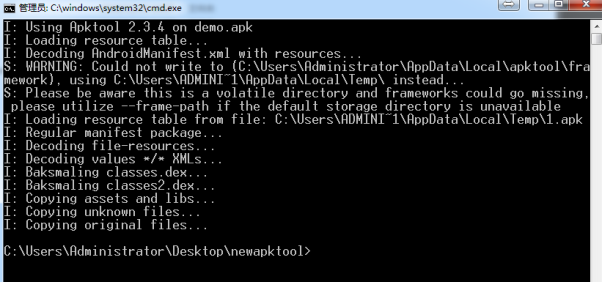 管理员: C:\windows\system32\cmd.exe
I: Using Apktool 2.3.4 on demo.apk
I: Loading resource table...
I: Decoding AndroidManifest.xml with resources...
S: WARNING: Could not write to (C:\Users\Administrator\AppData\Local\apktool\fra
mework), using C:\Users\ADMINI~1\AppData\Local\Temp\ instead...
S: Please be aware this is a volatile directory and frameworks could go missing,
 please utilize --frame-path if the default storage directory is unavailable
I: Loading resource table from file: C:\Users\ADMINI~1\AppData\Local\Temp\1.apk
I: Regular manifest package...
I: Decoding file-resources...
I: Decoding values */* XMLs...
I: Baksmaling classes.dex...
I: Baksmaling classes2.dex...
I: Copying assets and libs...
I: Copying unknown files...
I: Copying original files...
C:\Users\Administrator\Desktop\newapktool>